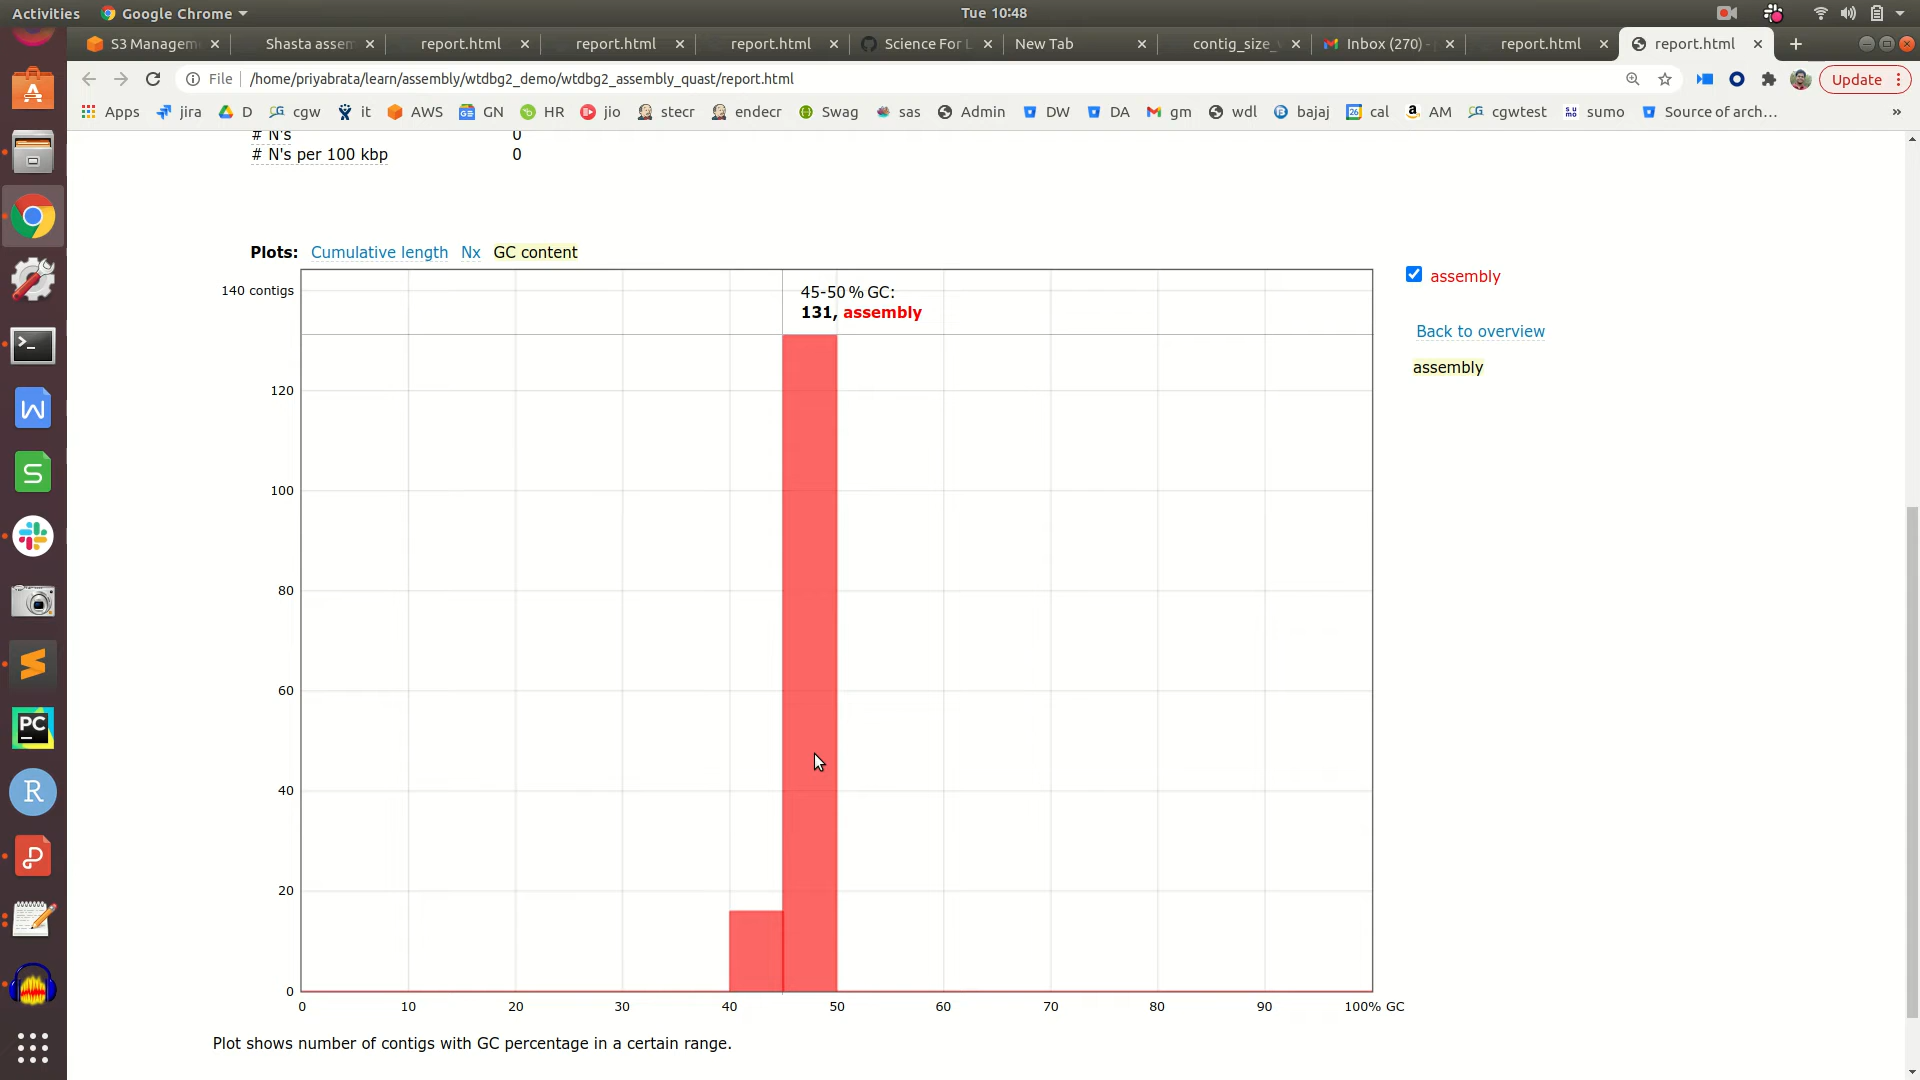 Activities Google Chrome Tue 10:48
S3 Managem Shasta assem report.html report.html report.html Science For L New Tab contig_size_ Inbox (270) - report.html report.html
File /home/priyabrata/learn/assembly/wtdbg2_demo/wtdbg2_assembly_quast/report.html Update
Apps jira D cgw it AWS GN HR jio stecr endecr Swag sas Admin DW DA gm wdl bajaj cal AM cgwtest sumo Source of arch… »
# N's 0
# N's per 100 kbp 0
Plots: Cumulative length Nx GC content
140 contigs
45-50 % GC:
131, assembly
assembly
Back to overview
assembly
120
100
80
60
40
20
0
0 10 20 30 40 50 60 70 80 90 100% GC
Plot shows number of contigs with GC percentage in a certain range.